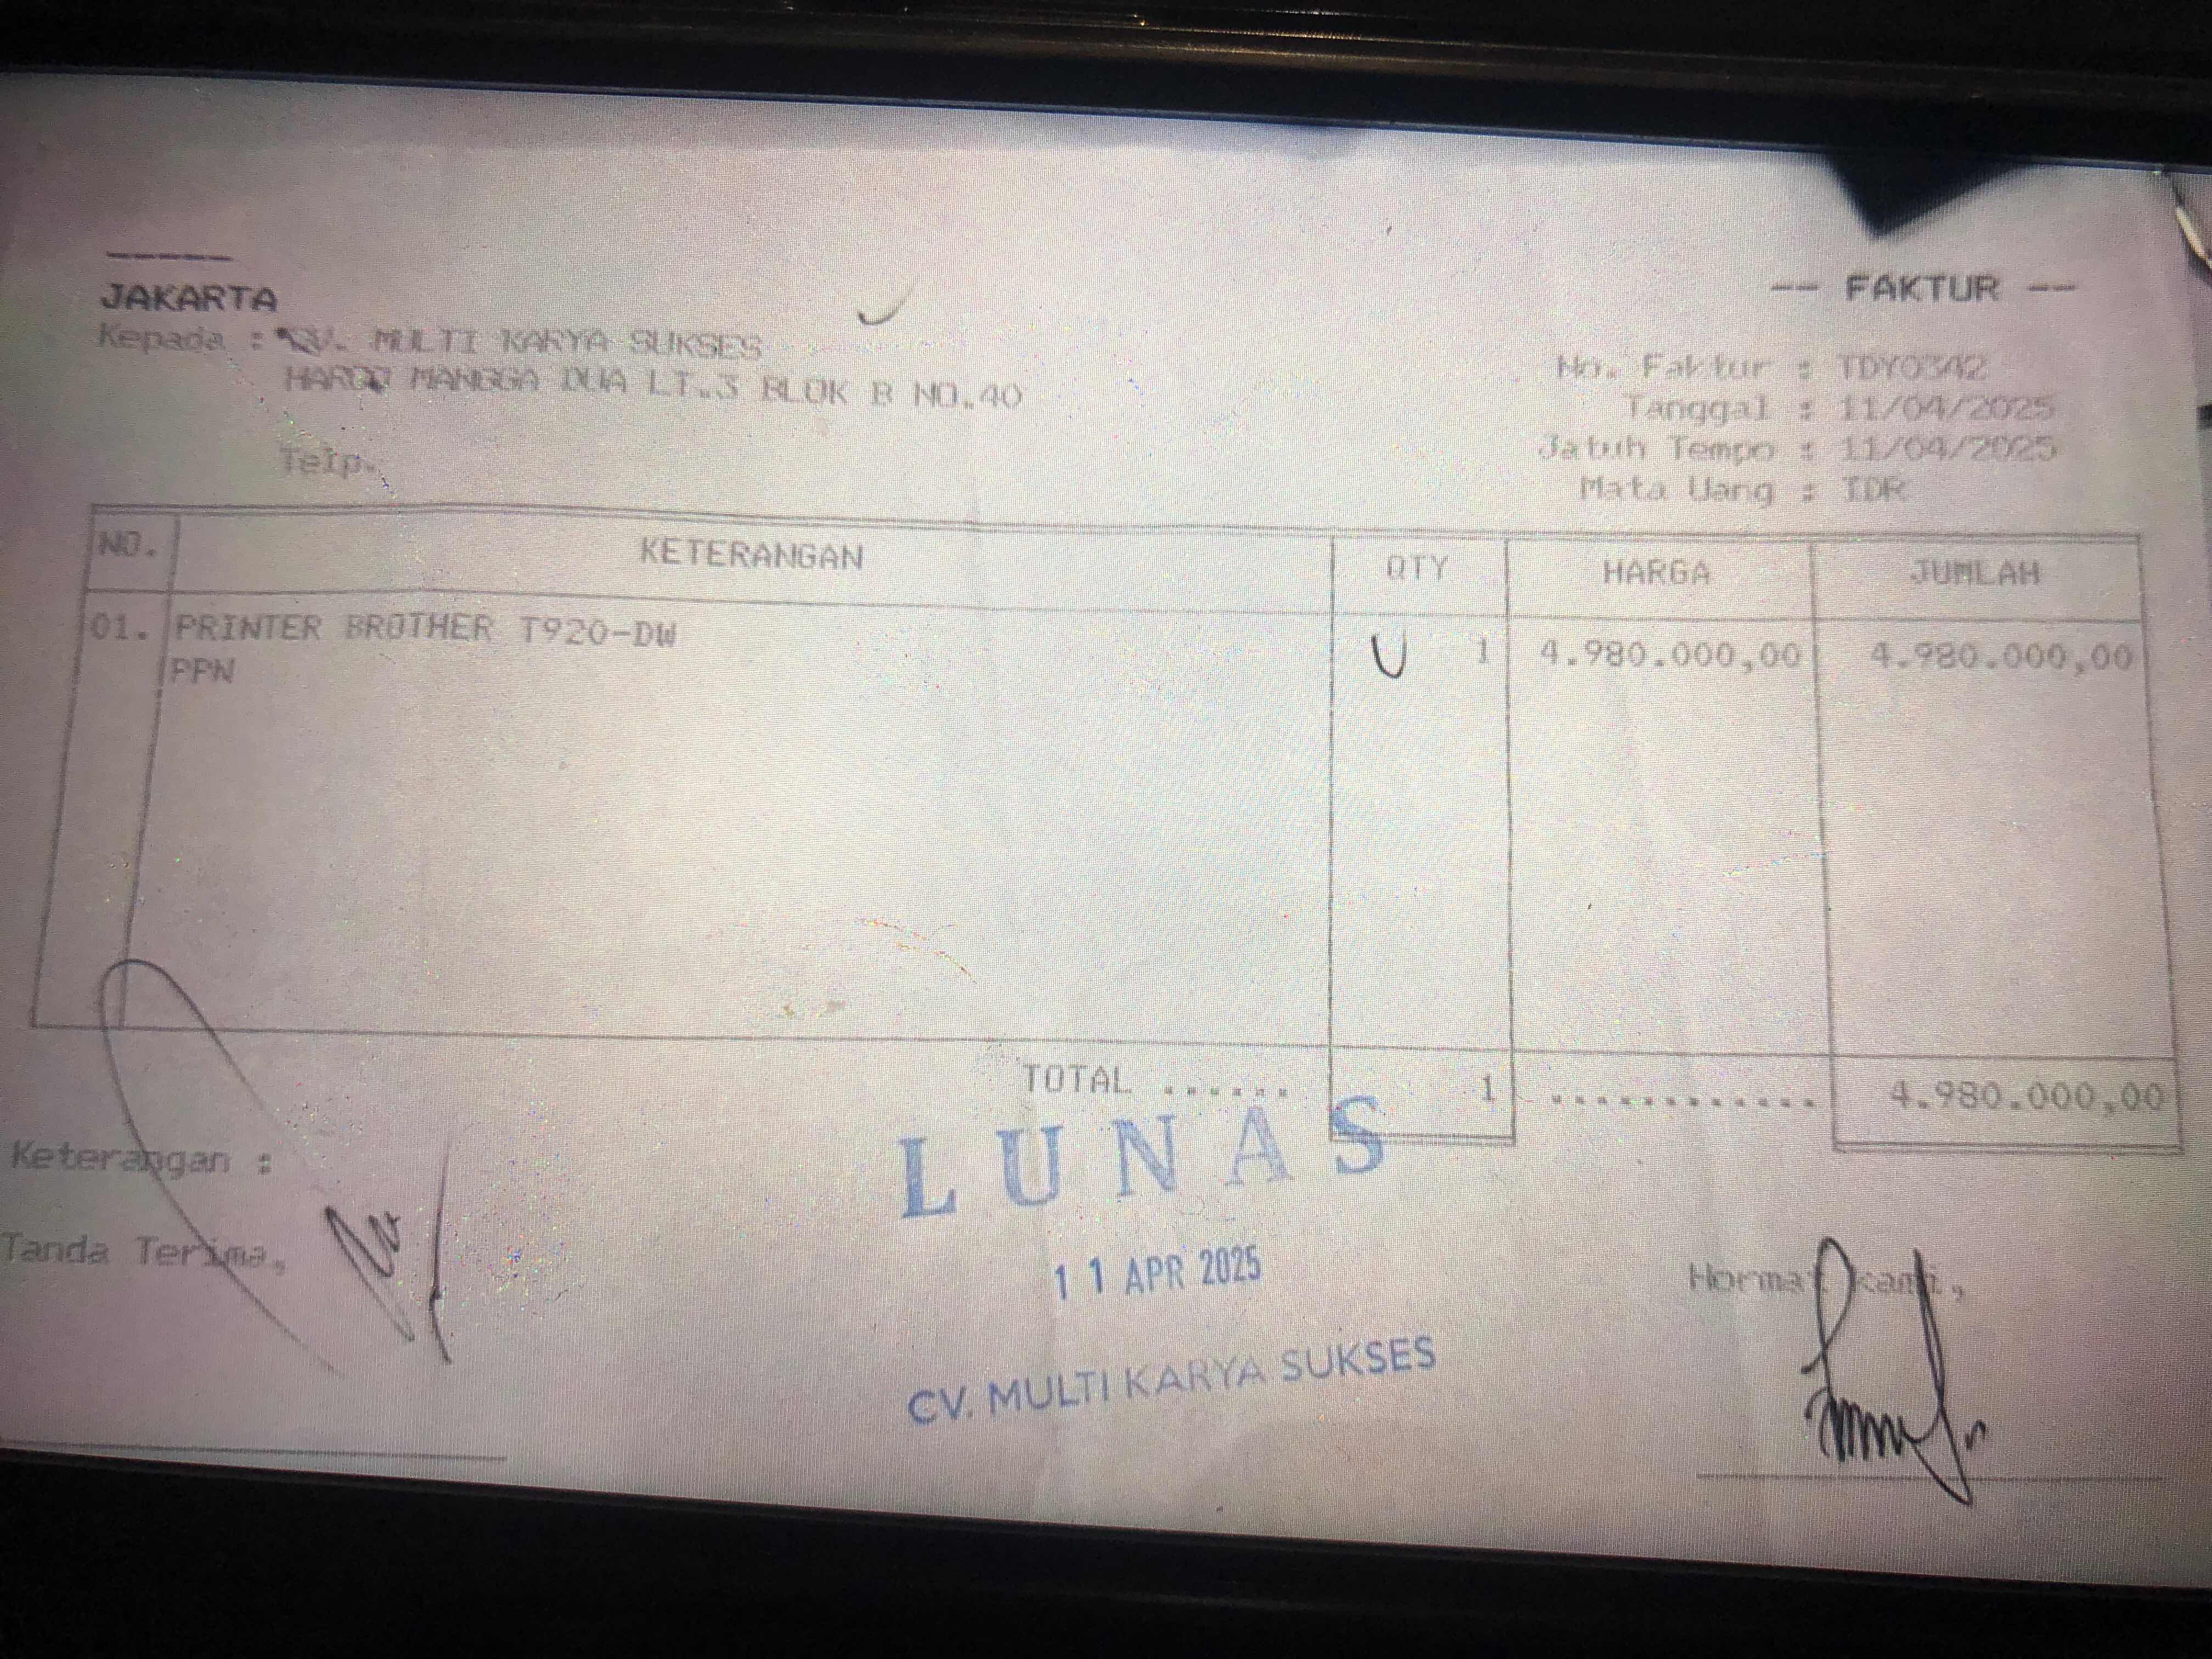 -----
JAKARTA
-- FAKTUR --
Kepada : CV. MULTI KARYA SUKSES
HARCO MANGGA DUA LT.3 BLOK B NO.40
Telp.
No. Faktur : TDY0342
Tanggal : 11/04/2025
Jatuh Tempo : 11/04/2025
Mata Uang : IDR
NO. KETERANGAN QTY HARGA JUMLAH
01. PRINTER BROTHER T920-DW 1 4.980.000,00 4.980.000,00
PPN
TOTAL ...... 1 ............ 4.980.000,00
Keterangan :
LUNAS
Tanda Terima,
11 APR 2025
Hormat kami,
CV. MULTI KARYA SUKSES